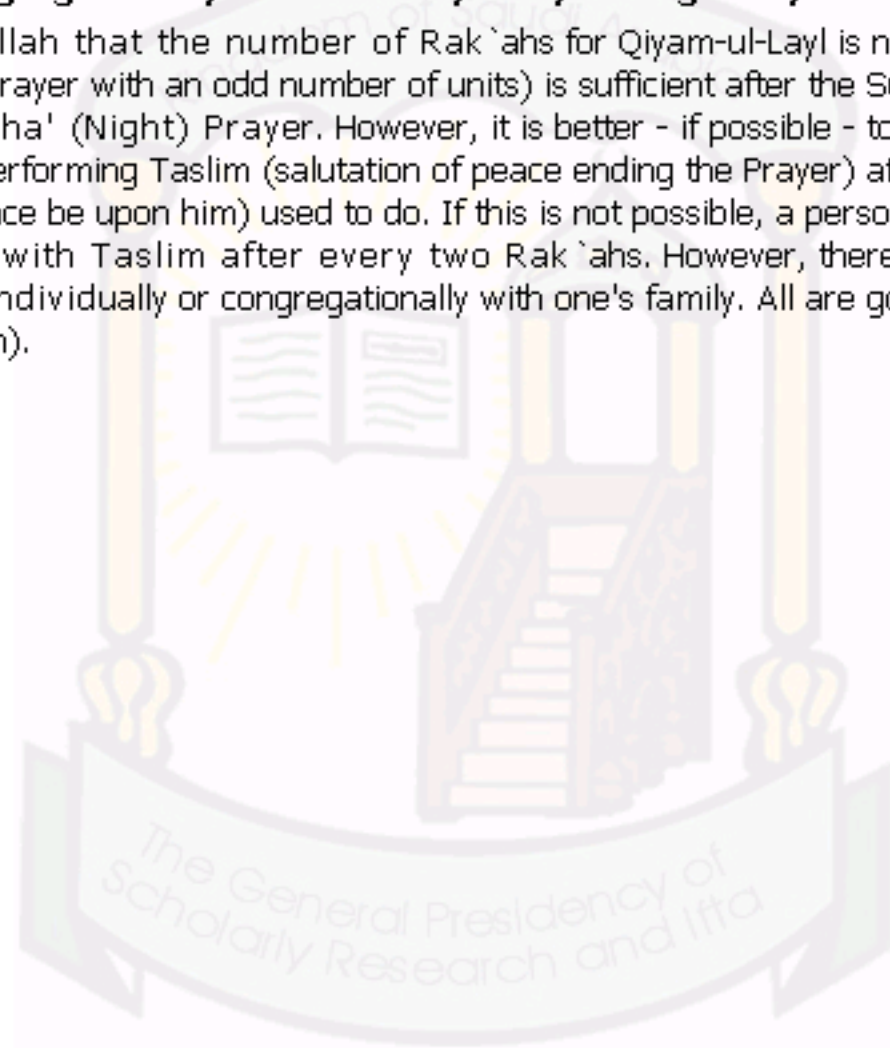 llah that the number of Rak`ahs for Qiyam-ul-Layl is n
rayer with an odd number of units) is sufficient after the S
ha' (Night) Prayer. However, it is better - if possible - to
erforming Taslim (salutation of peace ending the Prayer) af
ce be upon him) used to do. If this is not possible, a perso
with Taslim after every two Rak`ahs. However, there
ndividually or congregationally with one's family. All are g
).
Kingdom of Saudi
The General Presidency of
Scholarly Research and Ifta